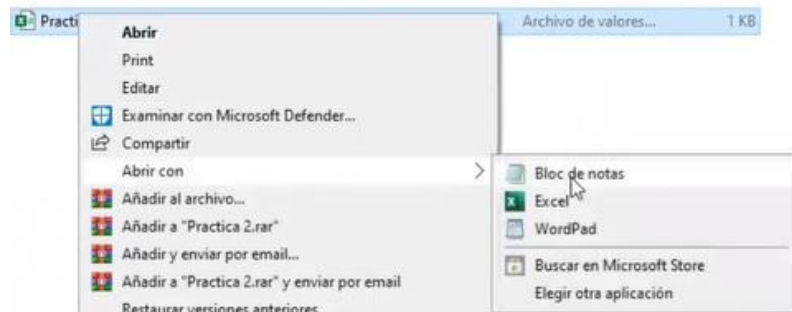 Practi
Archivo de valores...
1 KB
Abrir
Print
Editar
Examinar con Microsoft Defender...
Compartir
Abrir con
Añadir al archivo...
Añadir a "Practica 2.rar"
Añadir y enviar por email...
Añadir a "Practica 2.rar" y enviar por email
Restaurar versiones anteriores
Bloc de notas
Excel
WordPad
Buscar en Microsoft Store
Elegir otra aplicación